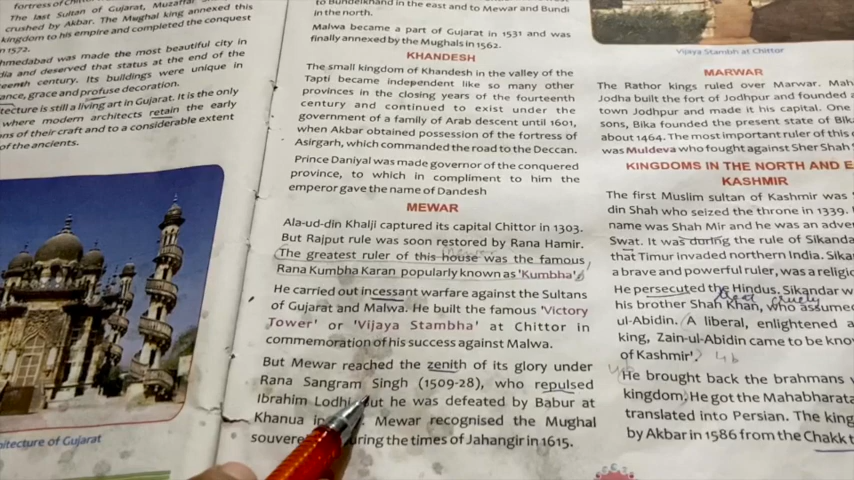 fortress of
The last Sultan of Gujarat, Muzaffar
crushed by Akbar. The Mughal king annexed this
kingdom to his empire and completed the conquest
in 1572.
hmedabad was made the most beautiful city in
dia and deserved that status at the end of the
eenth century. Its buildings were unique in
ance, grace and profuse decoration.
tecture is still a living art in Gujarat. It is the only
where modern architects retain the early
ns of their craft and to a considerable extent
of the ancients.
itecture of Gujarat
to Bundelkhand in the east and to Mewar and Bundi
in the north.
Malwa became a part of Gujarat in 1531 and was
finally annexed by the Mughals in 1562.
KHANDESH
The small kingdom of Khandesh in the valley of the
Tapti became independent like so many other
provinces in the closing years of the fourteenth
century and continued to exist under the
government of a family of Arab descent until 1601,
when Akbar obtained possession of the fortress of
Asirgarh, which commanded the road to the Deccan.
Prince Daniyal was made governor of the conquered
province, to which in compliment to him the
emperor gave the name of Dandesh
MEWAR
Ala-ud-din Khalji captured its capital Chittor in 1303.
But Rajput rule was soon restored by Rana Hamir.
The greatest ruler of this house was the famous
Rana Kumbha Karan popularly known as 'Kumbha'.
He carried out incessant warfare against the Sultans
of Gujarat and Malwa. He built the famous 'Victory
Tower' or 'Vijaya Stambha' at Chittor in
commemoration of his success against Malwa.
But Mewar reached the zenith of its glory under
Rana Sangram Singh (1509-28), who repulsed
Ibrahim Lodhi but he was defeated by Babur at
Khanua in Mewar recognised the Mughal
souvere uring the times of Jahangir in 1615.
Vijaya Stambh at Chittor
MARWAR
The Rathor kings ruled over Marwar. Mah
Jodha built the fort of Jodhpur and founded a
town Jodhpur and made it his capital. One
sons, Bika founded the present state of Bika
about 1464. The most important ruler of this
was Muldeva who fought against Sher Shah
KINGDOMS IN THE NORTH AND E
KASHMIR
The first Muslim sultan of Kashmir was
din Shah who seized the throne in 1339.
name was Shah Mir and he was an adven
Swat. It was during the rule of Sikanda
that Timur invaded northern India. Sika
a brave and powerful ruler, was a religio
He persecuted the Hindus. Sikandar w
treat cruely
his brother Shah Khan, who assume
ul-Abidin. A liberal, enlightened a
king, Zain-ul-Abidin came to be kno
of Kashmir'. 4b
He brought back the brahmans
kingdom. He got the Mahabharata
translated into Persian. The king
by Akbar in 1586 from the Chakk